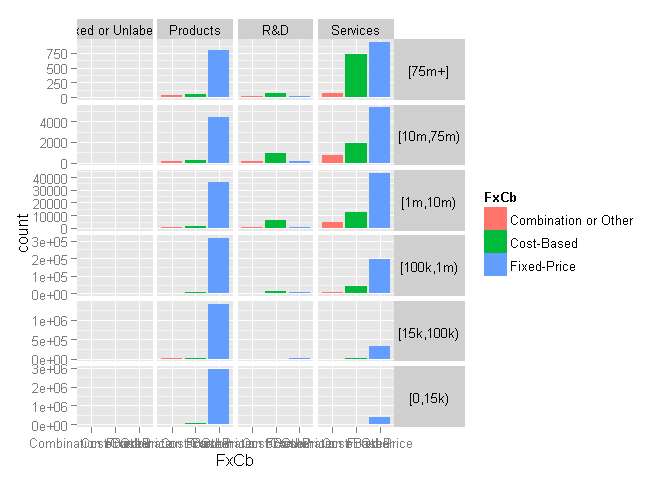 xed or Unlabe Products R&D Services
750
500
250
0
[75m+]
4000
2000
0
[10m,75m)
40000
30000
20000
10000
0
[1m,10m)
3e+05
2e+05
1e+05
0e+00
[100k,1m)
1e+06
5e+05
0e+00
[15k,100k)
3e+06
2e+06
1e+06
0e+00
[0,15k)
count
FxCb
FxCb
Combination or Other
Cost-Based
Fixed-Price